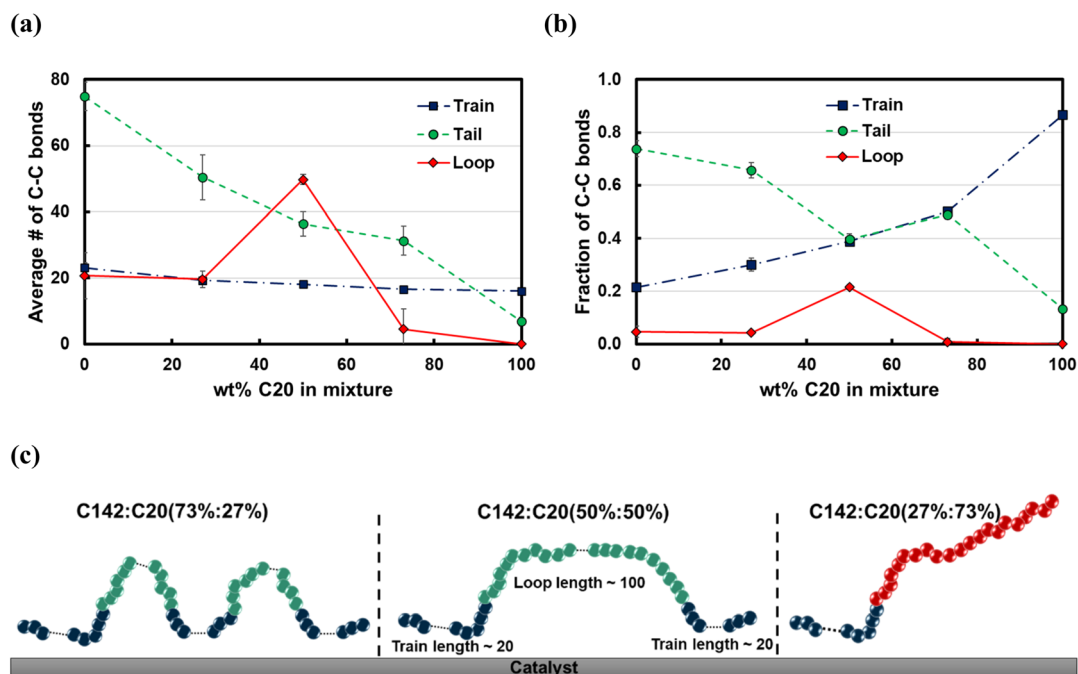 (a)
80
60
40
20
0
0 20 40 60 80 100
Average # of C-C bonds
wt% C20 in mixture
Train
Tail
Loop
(b)
1.0
0.8
0.6
0.4
0.2
0.0
0 20 40 60 80 100
Fraction of C-C bonds
wt% C20 in mixture
Train
Tail
Loop
(c)
C142:C20(73%:27%)
C142:C20(50%:50%)
C142:C20(27%:73%)
Loop length ~ 100
Train length ~ 20
Train length ~ 20
Catalyst